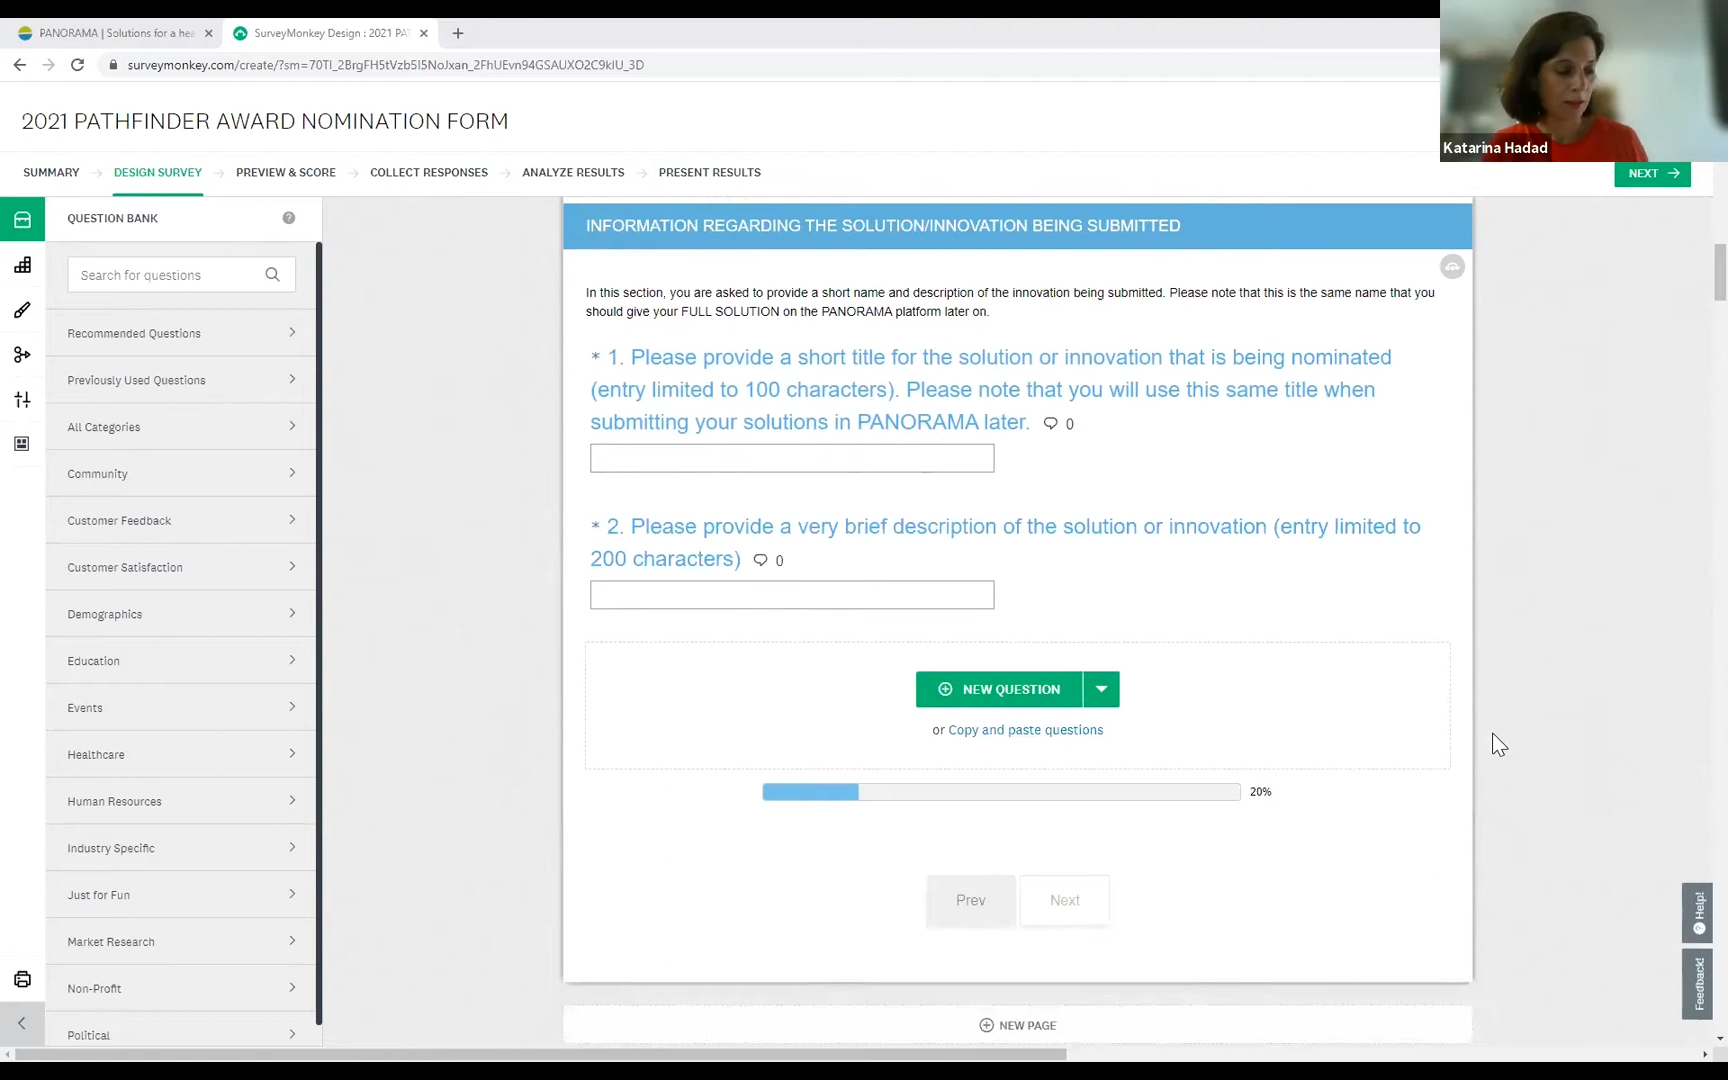 PANORAMA | Solutions for a hea
SurveyMonkey Design : 2021 PAT
surveymonkey.com/create/?sm=70TI_2BrgFH5tVzb5I5NoJxan_2FhUEvn94GSAUXO2C9kIU_3D
Katarina Hadad
2021 PATHFINDER AWARD NOMINATION FORM
SUMMARY
DESIGN SURVEY
PREVIEW & SCORE
COLLECT RESPONSES
ANALYZE RESULTS
PRESENT RESULTS
NEXT
QUESTION BANK
?
Search for questions
Recommended Questions
Previously Used Questions
All Categories
Community
Customer Feedback
Customer Satisfaction
Demographics
Education
Events
Healthcare
Human Resources
Industry Specific
Just for Fun
Market Research
Non-Profit
Political
INFORMATION REGARDING THE SOLUTION/INNOVATION BEING SUBMITTED
In this section, you are asked to provide a short name and description of the innovation being submitted. Please note that this is the same name that you
should give your FULL SOLUTION on the PANORAMA platform later on.
* 1. Please provide a short title for the solution or innovation that is being nominated
(entry limited to 100 characters). Please note that you will use this same title when
submitting your solutions in PANORAMA later. 0
* 2. Please provide a very brief description of the solution or innovation (entry limited to
200 characters) 0
NEW QUESTION
or Copy and paste questions
20%
Prev
Next
NEW PAGE
Help!
Feedback!